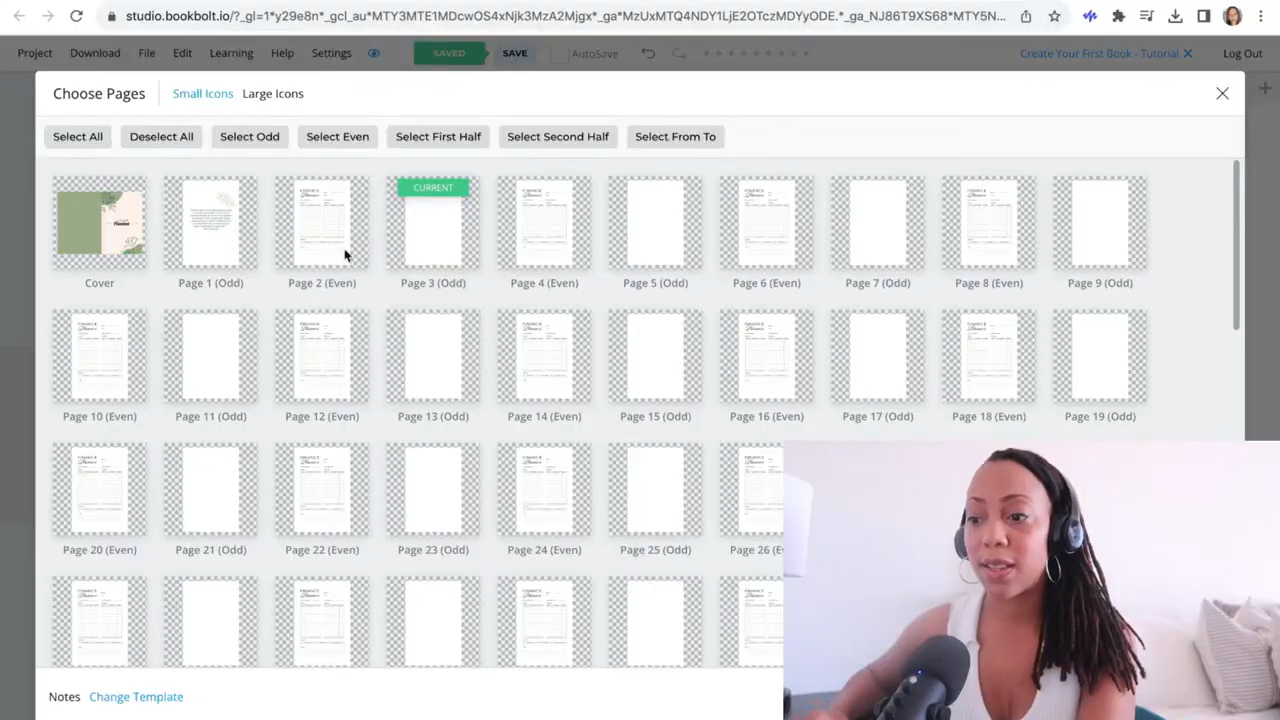 studio.bookbolt.io/?_gl=1*y29e8n*_gcl_au*MTY3MTE1MDcwOS4xNjk3MzA2Mjgx*_ga*MzUxMTQ4NDY1LjE2OTczMDYyODE.*_ga_NJ86T9XS68*MTY5N...
Project Download File Edit Learning Help Settings SAVED SAVE AutoSave Create Your First Book - Tutorial Log Out
Choose Pages Small Icons Large Icons
Select All Deselect All Select Odd Select Even Select First Half Select Second Half Select From To
CURRENT
Cover Page 1 (Odd) Page 2 (Even) Page 3 (Odd) Page 4 (Even) Page 5 (Odd) Page 6 (Even) Page 7 (Odd) Page 8 (Even) Page 9 (Odd)
Page 10 (Even) Page 11 (Odd) Page 12 (Even) Page 13 (Odd) Page 14 (Even) Page 15 (Odd) Page 16 (Even) Page 17 (Odd) Page 18 (Even) Page 19 (Odd)
Page 20 (Even) Page 21 (Odd) Page 22 (Even) Page 23 (Odd) Page 24 (Even) Page 25 (Odd) Page 26 (E
Notes Change Template